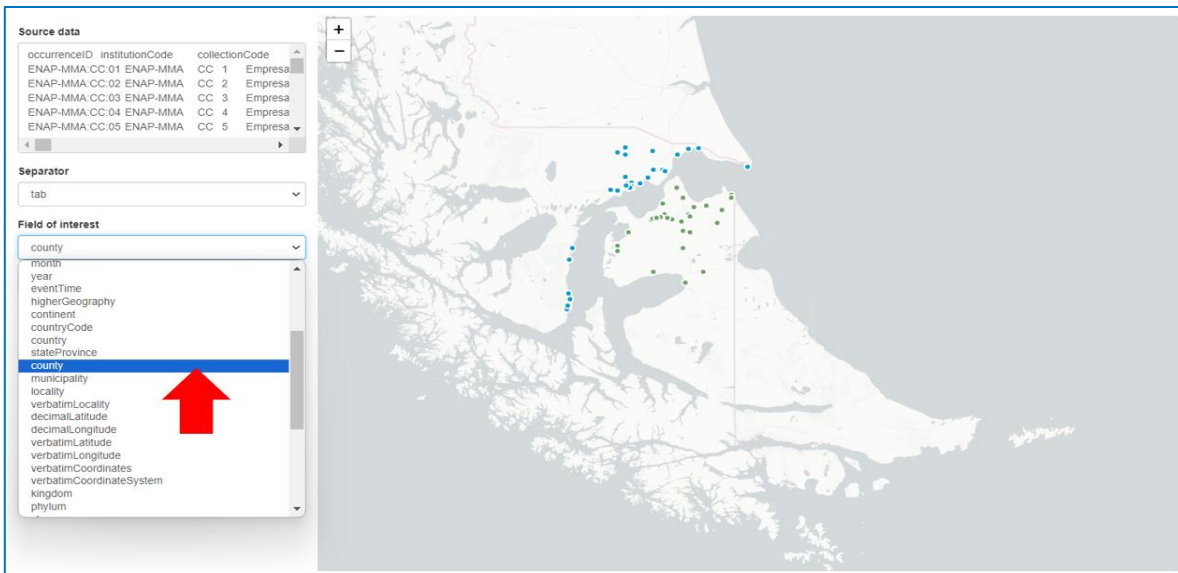 Source data
occurrenceID institutionCode collectionCode
ENAP-MMA:CC:01 ENAP-MMA CC 1 Empresa
ENAP-MMA:CC:02 ENAP-MMA CC 2 Empresa
ENAP-MMA:CC:03 ENAP-MMA CC 3 Empresa
ENAP-MMA:CC:04 ENAP-MMA CC 4 Empresa
ENAP-MMA:CC:05 ENAP-MMA CC 5 Empresa
Separator
tab
Field of interest
county
month
year
eventTime
higherGeography
continent
countryCode
country
stateProvince
county
municipality
locality
verbatimLocality
decimalLatitude
decimalLongitude
verbatimLatitude
verbatimLongitude
verbatimCoordinates
verbatimCoordinateSystem
kingdom
phylum
+
−